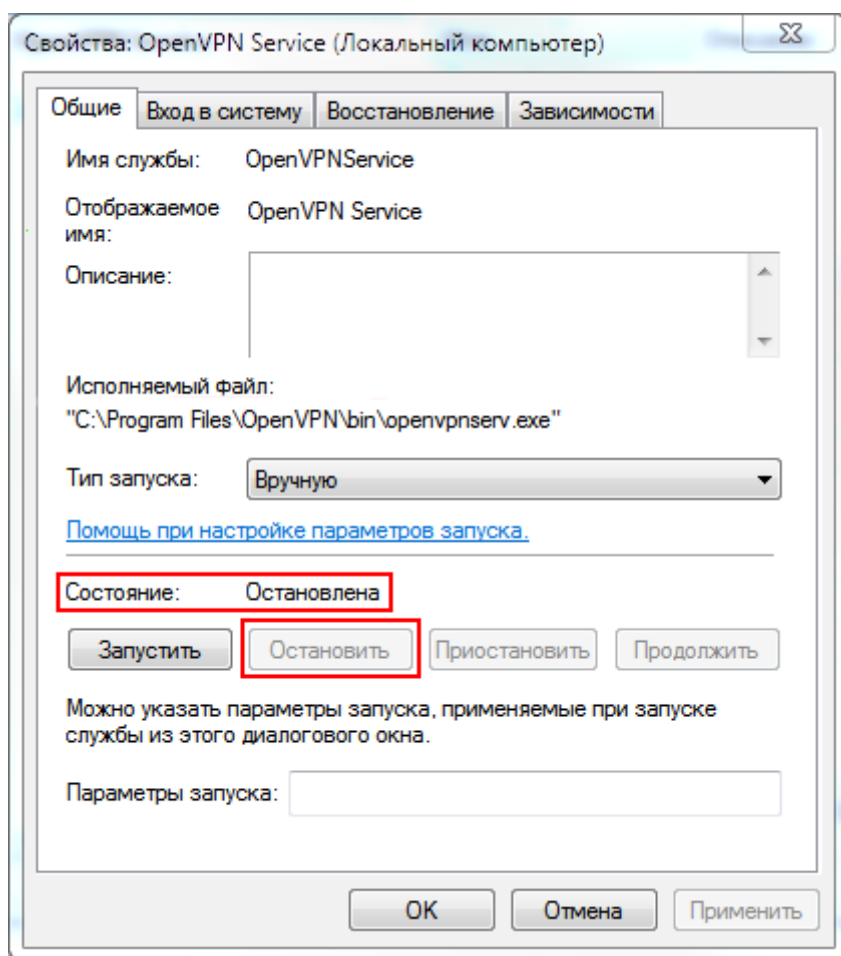 Свойства: OpenVPN Service (Локальный компьютер)
Общие Вход в систему Восстановление Зависимости
Имя службы: OpenVPNService
Отображаемое имя: OpenVPN Service
Описание:
Исполняемый файл:
"C:\Program Files\OpenVPN\bin\openvpnserv.exe"
Тип запуска: Вручную
Помощь при настройке параметров запуска.
Состояние: Остановлена
Запустить Остановить Приостановить Продолжить
Можно указать параметры запуска, применяемые при запуске
службы из этого диалогового окна.
Параметры запуска:
OK Отмена Применить